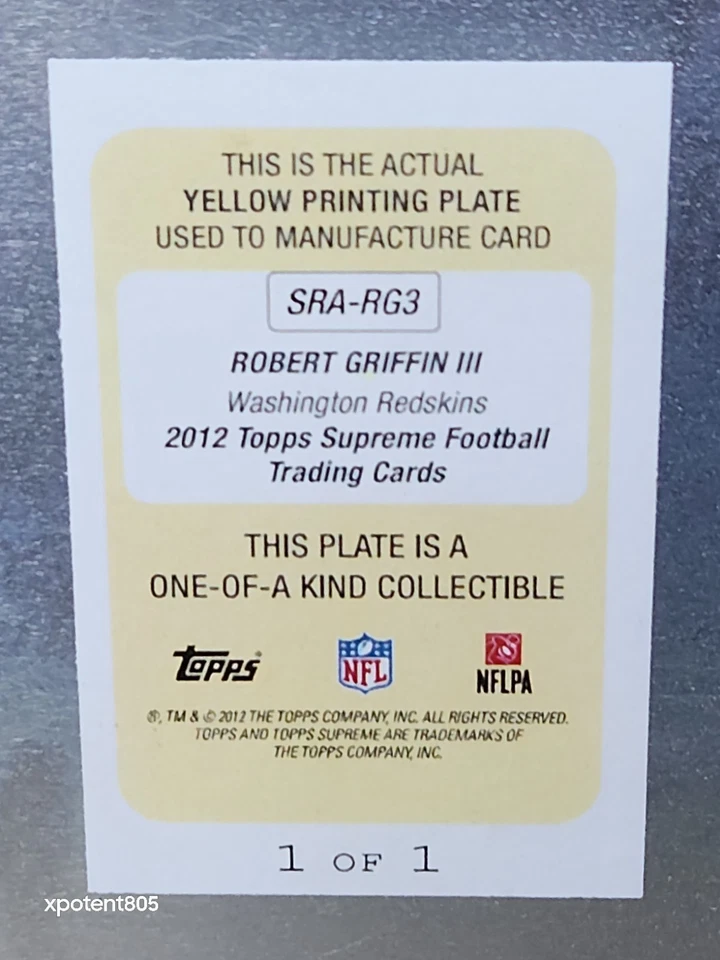 THIS IS THE ACTUAL
YELLOW PRINTING PLATE
USED TO MANUFACTURE CARD
SRA-RG3
ROBERT GRIFFIN III
Washington Redskins
2012 Topps Supreme Football
Trading Cards
THIS PLATE IS A
ONE-OF-A KIND COLLECTIBLE
Topps® NFL NFLPA
®, TM & © 2012 THE TOPPS COMPANY, INC. ALL RIGHTS RESERVED.
TOPPS AND TOPPS SUPREME ARE TRADEMARKS OF
THE TOPPS COMPANY, INC.
1 OF 1
xpotent805